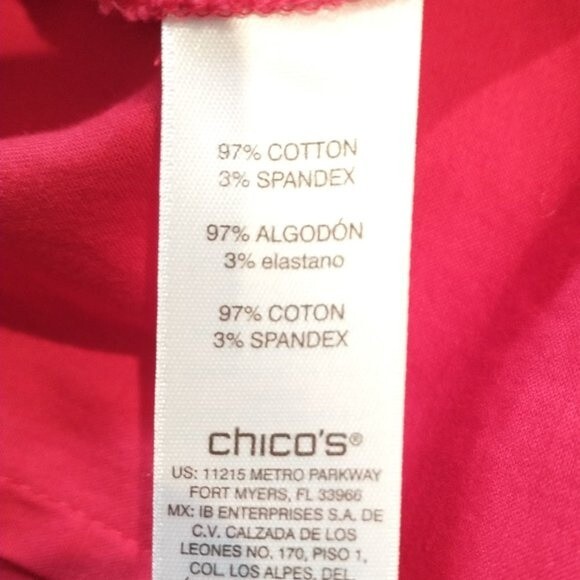 97% COTTON
3% SPANDEX
97% ALGODÓN
3% elastano
97% COTON
3% SPANDEX
chico's®
US: 11215 METRO PARKWAY
FORT MYERS, FL 33966
MX: IB ENTERPRISES S.A. DE
C.V. CALZADA DE LOS
LEONES NO. 170, PISO 1,
COL. LOS ALPES, DEL.